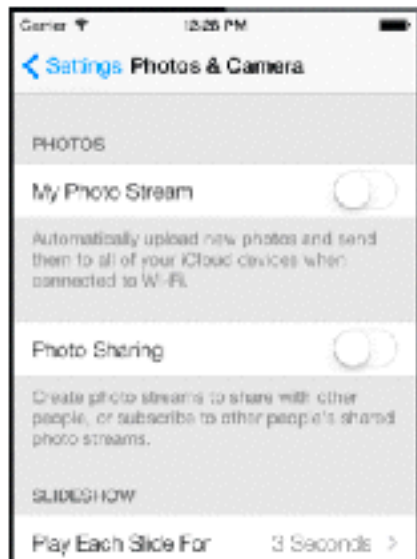 Carrier 12:26 PM
Settings Photos & Camera
PHOTOS
My Photo Stream
Automatically upload new photos and send
them to all of your iCloud devices when
connected to Wi-Fi.
Photo Sharing
Create photo streams to share with other
people, or subscribe to other people's shared
photo streams.
SLIDESHOW
Play Each Slide For 3 Seconds